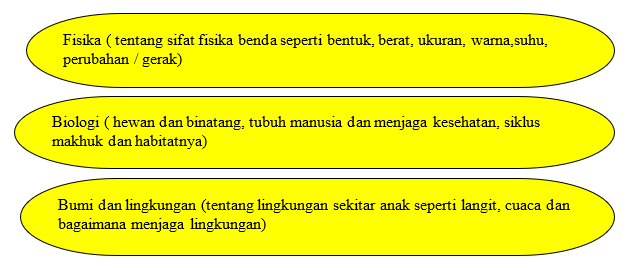 Fisika ( tentang sifat fisika benda seperti bentuk, berat, ukuran, warna,suhu,
perubahan / gerak)
Biologi ( hewan dan binatang, tubuh manusia dan menjaga kesehatan, siklus
makhuk dan habitatnya)
Bumi dan lingkungan (tentang lingkungan sekitar anak seperti langit, cuaca dan
bagaimana menjaga lingkungan)